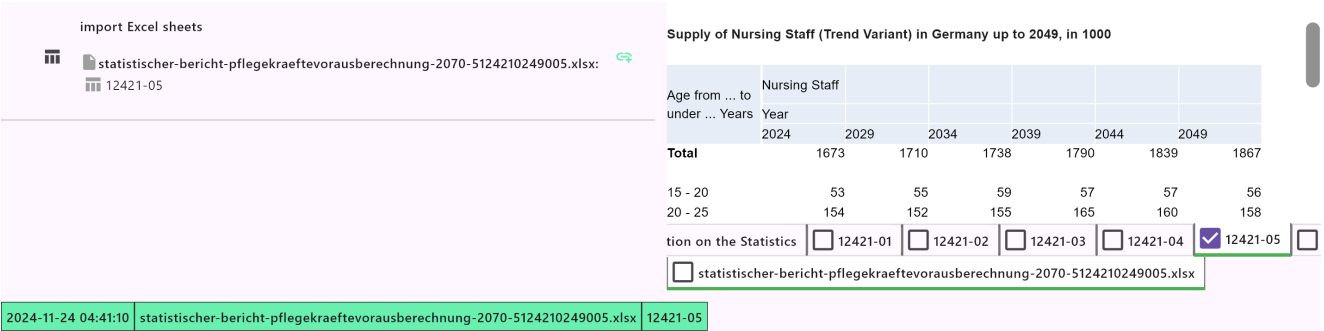 import Excel sheets
statistischer-bericht-pflegekraeftevorausberechnung-2070-5124210249005.xlsx:
12421-05
Supply of Nursing Staff (Trend Variant) in Germany up to 2049, in 1000
Age from ... to under ... Years
Nursing Staff
Year
2024 2029 2034 2039 2044 2049
Total 1673 1710 1738 1790 1839 1867
15 - 20 53 55 59 57 57 56
20 - 25 154 152 155 165 160 158
tion on the Statistics 12421-01 12421-02 12421-03 12421-04 12421-05
statistischer-bericht-pflegekraeftevorausberechnung-2070-5124210249005.xlsx
2024-11-24 04:41:10 statistischer-bericht-pflegekraeftevorausberechnung-2070-5124210249005.xlsx 12421-05